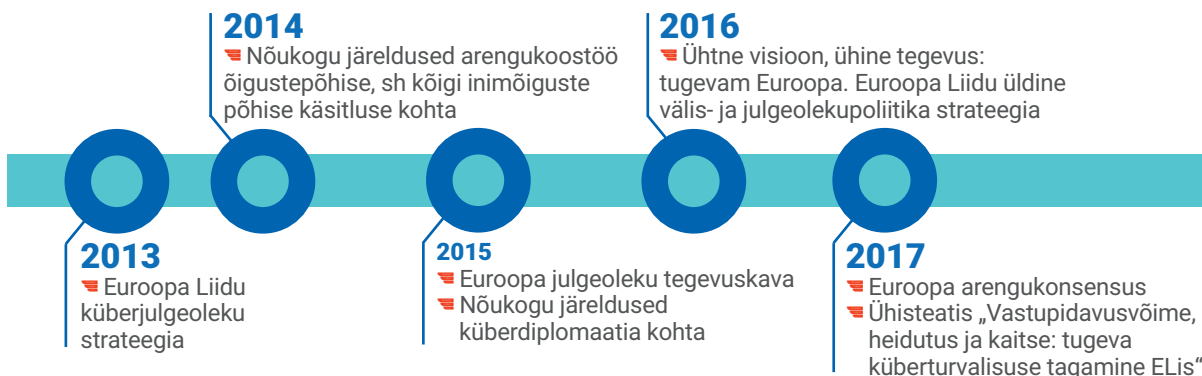 2014
Nõukogu järeldused arengukoostöö
õigustepõhise, sh kõigi inimõiguste
põhise käsitluse kohta
2016
Ühtne visioon, ühine tegevus:
tugevam Euroopa. Euroopa Liidu üldine
välis- ja julgeolekupoliitika strateegia
2013
Euroopa Liidu
küberjulgeoleku
strateegia
2015
Euroopa julgeoleku tegevuskava
Nõukogu järeldused
küberdiplomaatia kohta
2017
Euroopa arengukonsensus
Ühisteatis „Vastupidavusvõime,
heidutus ja kaitse: tugeva
küberturvalisuse tagamine ELis“